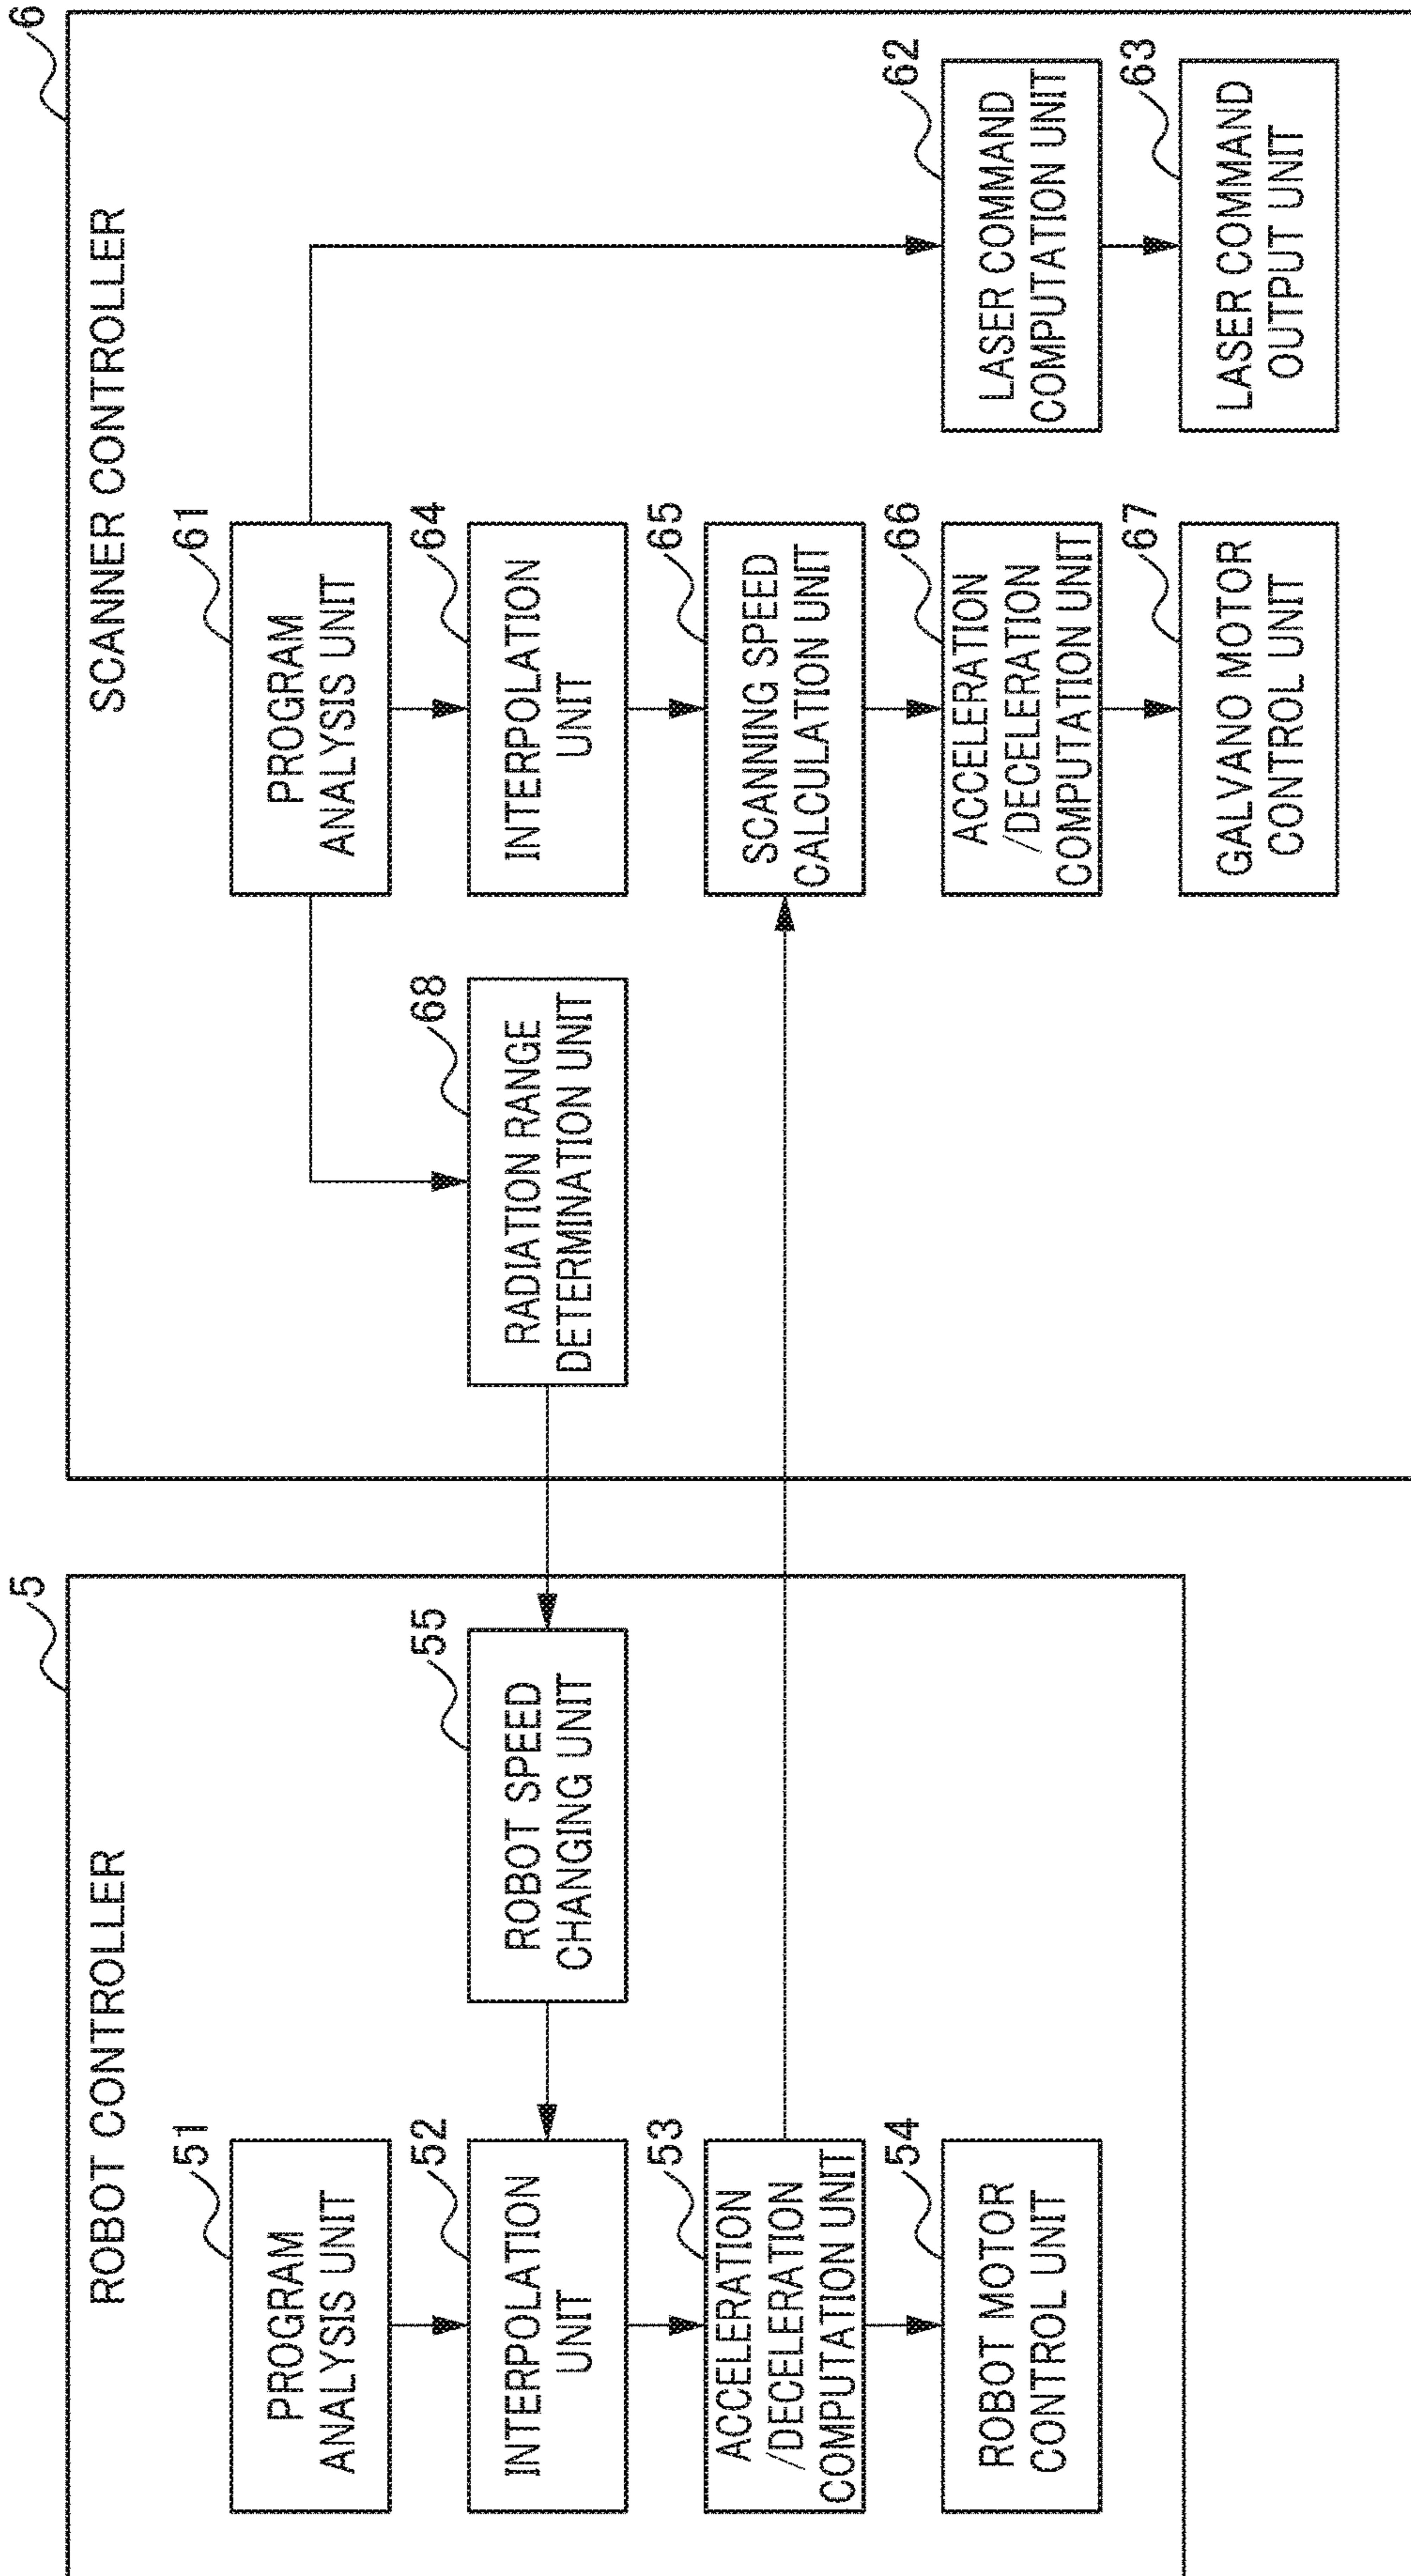 5
ROBOT CONTROLLER
51
PROGRAM
ANALYSIS UNIT
52
INTERPOLATION
UNIT
55
ROBOT SPEED
CHANGING UNIT
53
ACCELERATION
/DECELERATION
COMPUTATION UNIT
54
ROBOT MOTOR
CONTROL UNIT
6
SCANNER CONTROLLER
61
PROGRAM
ANALYSIS UNIT
68
RADIATION RANGE
DETERMINATION UNIT
64
INTERPOLATION
UNIT
65
SCANNING SPEED
CALCULATION UNIT
66
ACCELERATION
/DECELERATION
COMPUTATION UNIT
62
LASER COMMAND
COMPUTATION UNIT
67
GALVANO MOTOR
CONTROL UNIT
63
LASER COMMAND
OUTPUT UNIT